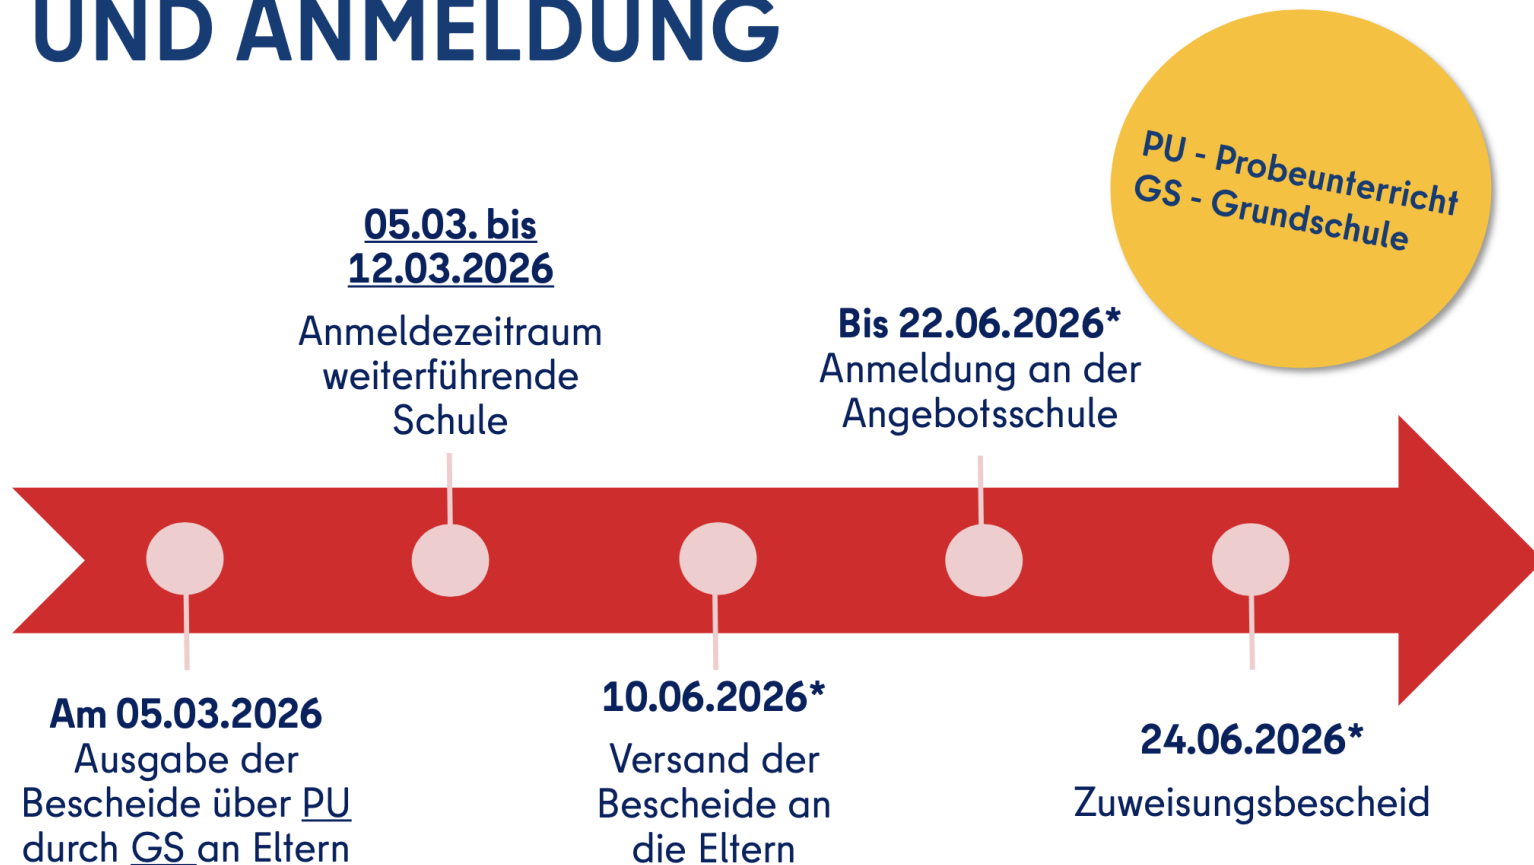 UND ANMELDUNG
PU - Probeunterricht
GS - Grundschule
05.03. bis
12.03.2026
Anmeldezeitraum
weiterführende
Schule
Bis 22.06.2026*
Anmeldung an der
Angebotsschule
Am 05.03.2026
Ausgabe der
Bescheide über PU
durch GS an Eltern
10.06.2026*
Versand der
Bescheide an
die Eltern
24.06.2026*
Zuweisungsbescheid